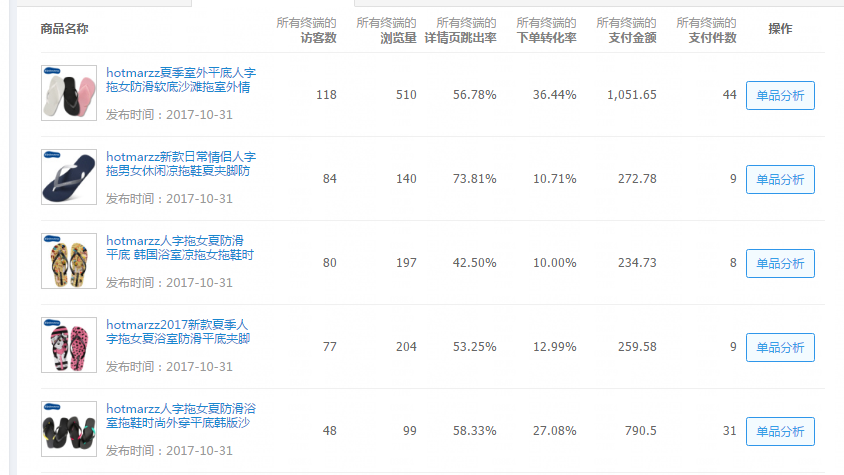 商品名称
所有终端的 所有终端的 所有终端的 所有终端的 所有终端的 所有终端的 操作
访客数 浏览量 详情页跳出率 下单转化率 支付金额 支付件数
hotmarzz夏季室外平底人字
拖女防滑软底沙滩拖室外情
发布时间：2017-10-31
118 510 56.78% 36.44% 1,051.65 44 单品分析
hotmarzz新款日常情侣人字
拖男女休闲凉拖鞋夏夹脚防
发布时间：2017-10-31
84 140 73.81% 10.71% 272.78 9 单品分析
hotmarzz人字拖女夏防滑
平底 韩国浴室凉拖女拖鞋时
发布时间：2017-10-31
80 197 42.50% 10.00% 234.73 8 单品分析
hotmarzz2017新款夏季人
字拖女夏浴室防滑平底夹脚
发布时间：2017-10-31
77 204 53.25% 12.99% 259.58 9 单品分析
hotmarzz人字拖女夏防滑浴
室拖鞋时尚外穿平底韩版沙
发布时间：2017-10-31
48 99 58.33% 27.08% 790.5 31 单品分析